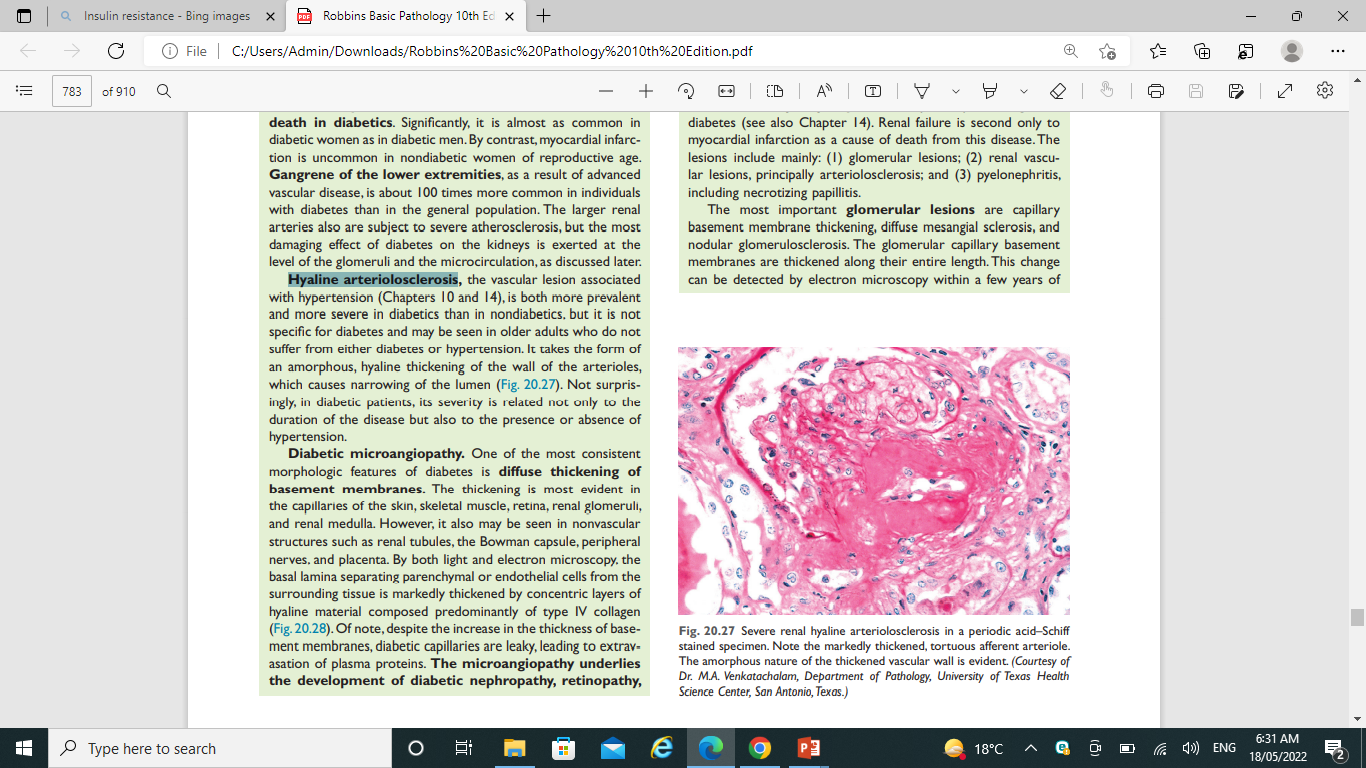 Insulin resistance - Bing images
Robbins Basic Pathology 10th Ed
File
C:/Users/Admin/Downloads/Robbins%20Basic%20Pathology%2010th%20Edition.pdf
783 of 910
death in diabetics. Significantly, it is almost as common in
diabetic women as in diabetic men. By contrast, myocardial infarc-
tion is uncommon in nondiabetic women of reproductive age.
Gangrene of the lower extremities, as a result of advanced
vascular disease, is about 100 times more common in individuals
with diabetes than in the general population. The larger renal
arteries also are subject to severe atherosclerosis, but the most
damaging effect of diabetes on the kidneys is exerted at the
level of the glomeruli and the microcirculation, as discussed later.
Hyaline arteriolosclerosis, the vascular lesion associated
with hypertension (Chapters 10 and 14), is both more prevalent
and more severe in diabetics than in nondiabetics, but it is not
specific for diabetes and may be seen in older adults who do not
suffer from either diabetes or hypertension. It takes the form of
an amorphous, hyaline thickening of the wall of the arterioles,
which causes narrowing of the lumen (Fig. 20.27). Not surpris-
ingly, in diabetic patients, its severity is related not only to the
duration of the disease but also to the presence or absence of
hypertension.
Diabetic microangiopathy. One of the most consistent
morphologic features of diabetes is diffuse thickening of
basement membranes. The thickening is most evident in
the capillaries of the skin, skeletal muscle, retina, renal glomeruli,
and renal medulla. However, it also may be seen in nonvascular
structures such as renal tubules, the Bowman capsule, peripheral
nerves, and placenta. By both light and electron microscopy, the
basal lamina separating parenchymal or endothelial cells from the
surrounding tissue is markedly thickened by concentric layers of
hyaline material composed predominantly of type IV collagen
(Fig. 20.28). Of note, despite the increase in the thickness of base-
ment membranes, diabetic capillaries are leaky, leading to extrav-
asation of plasma proteins. The microangiopathy underlies
the development of diabetic nephropathy, retinopathy,
diabetes (see also Chapter 14). Renal failure is second only to
myocardial infarction as a cause of death from this disease. The
lesions include mainly: (1) glomerular lesions; (2) renal vascu-
lar lesions, principally arteriolosclerosis; and (3) pyelonephritis,
including necrotizing papillitis.
The most important glomerular lesions are capillary
basement membrane thickening, diffuse mesangial sclerosis, and
nodular glomerulosclerosis. The glomerular capillary basement
membranes are thickened along their entire length. This change
can be detected by electron microscopy within a few years of
Fig. 20.27 Severe renal hyaline arteriolosclerosis in a periodic acid–Schiff
stained specimen. Note the markedly thickened, tortuous afferent arteriole.
The amorphous nature of the thickened vascular wall is evident. (Courtesy of
Dr. M.A. Venkatachalam, Department of Pathology, University of Texas Health
Science Center, San Antonio, Texas.)
Type here to search
18°C
ENG
6:31 AM
18/05/2022
2